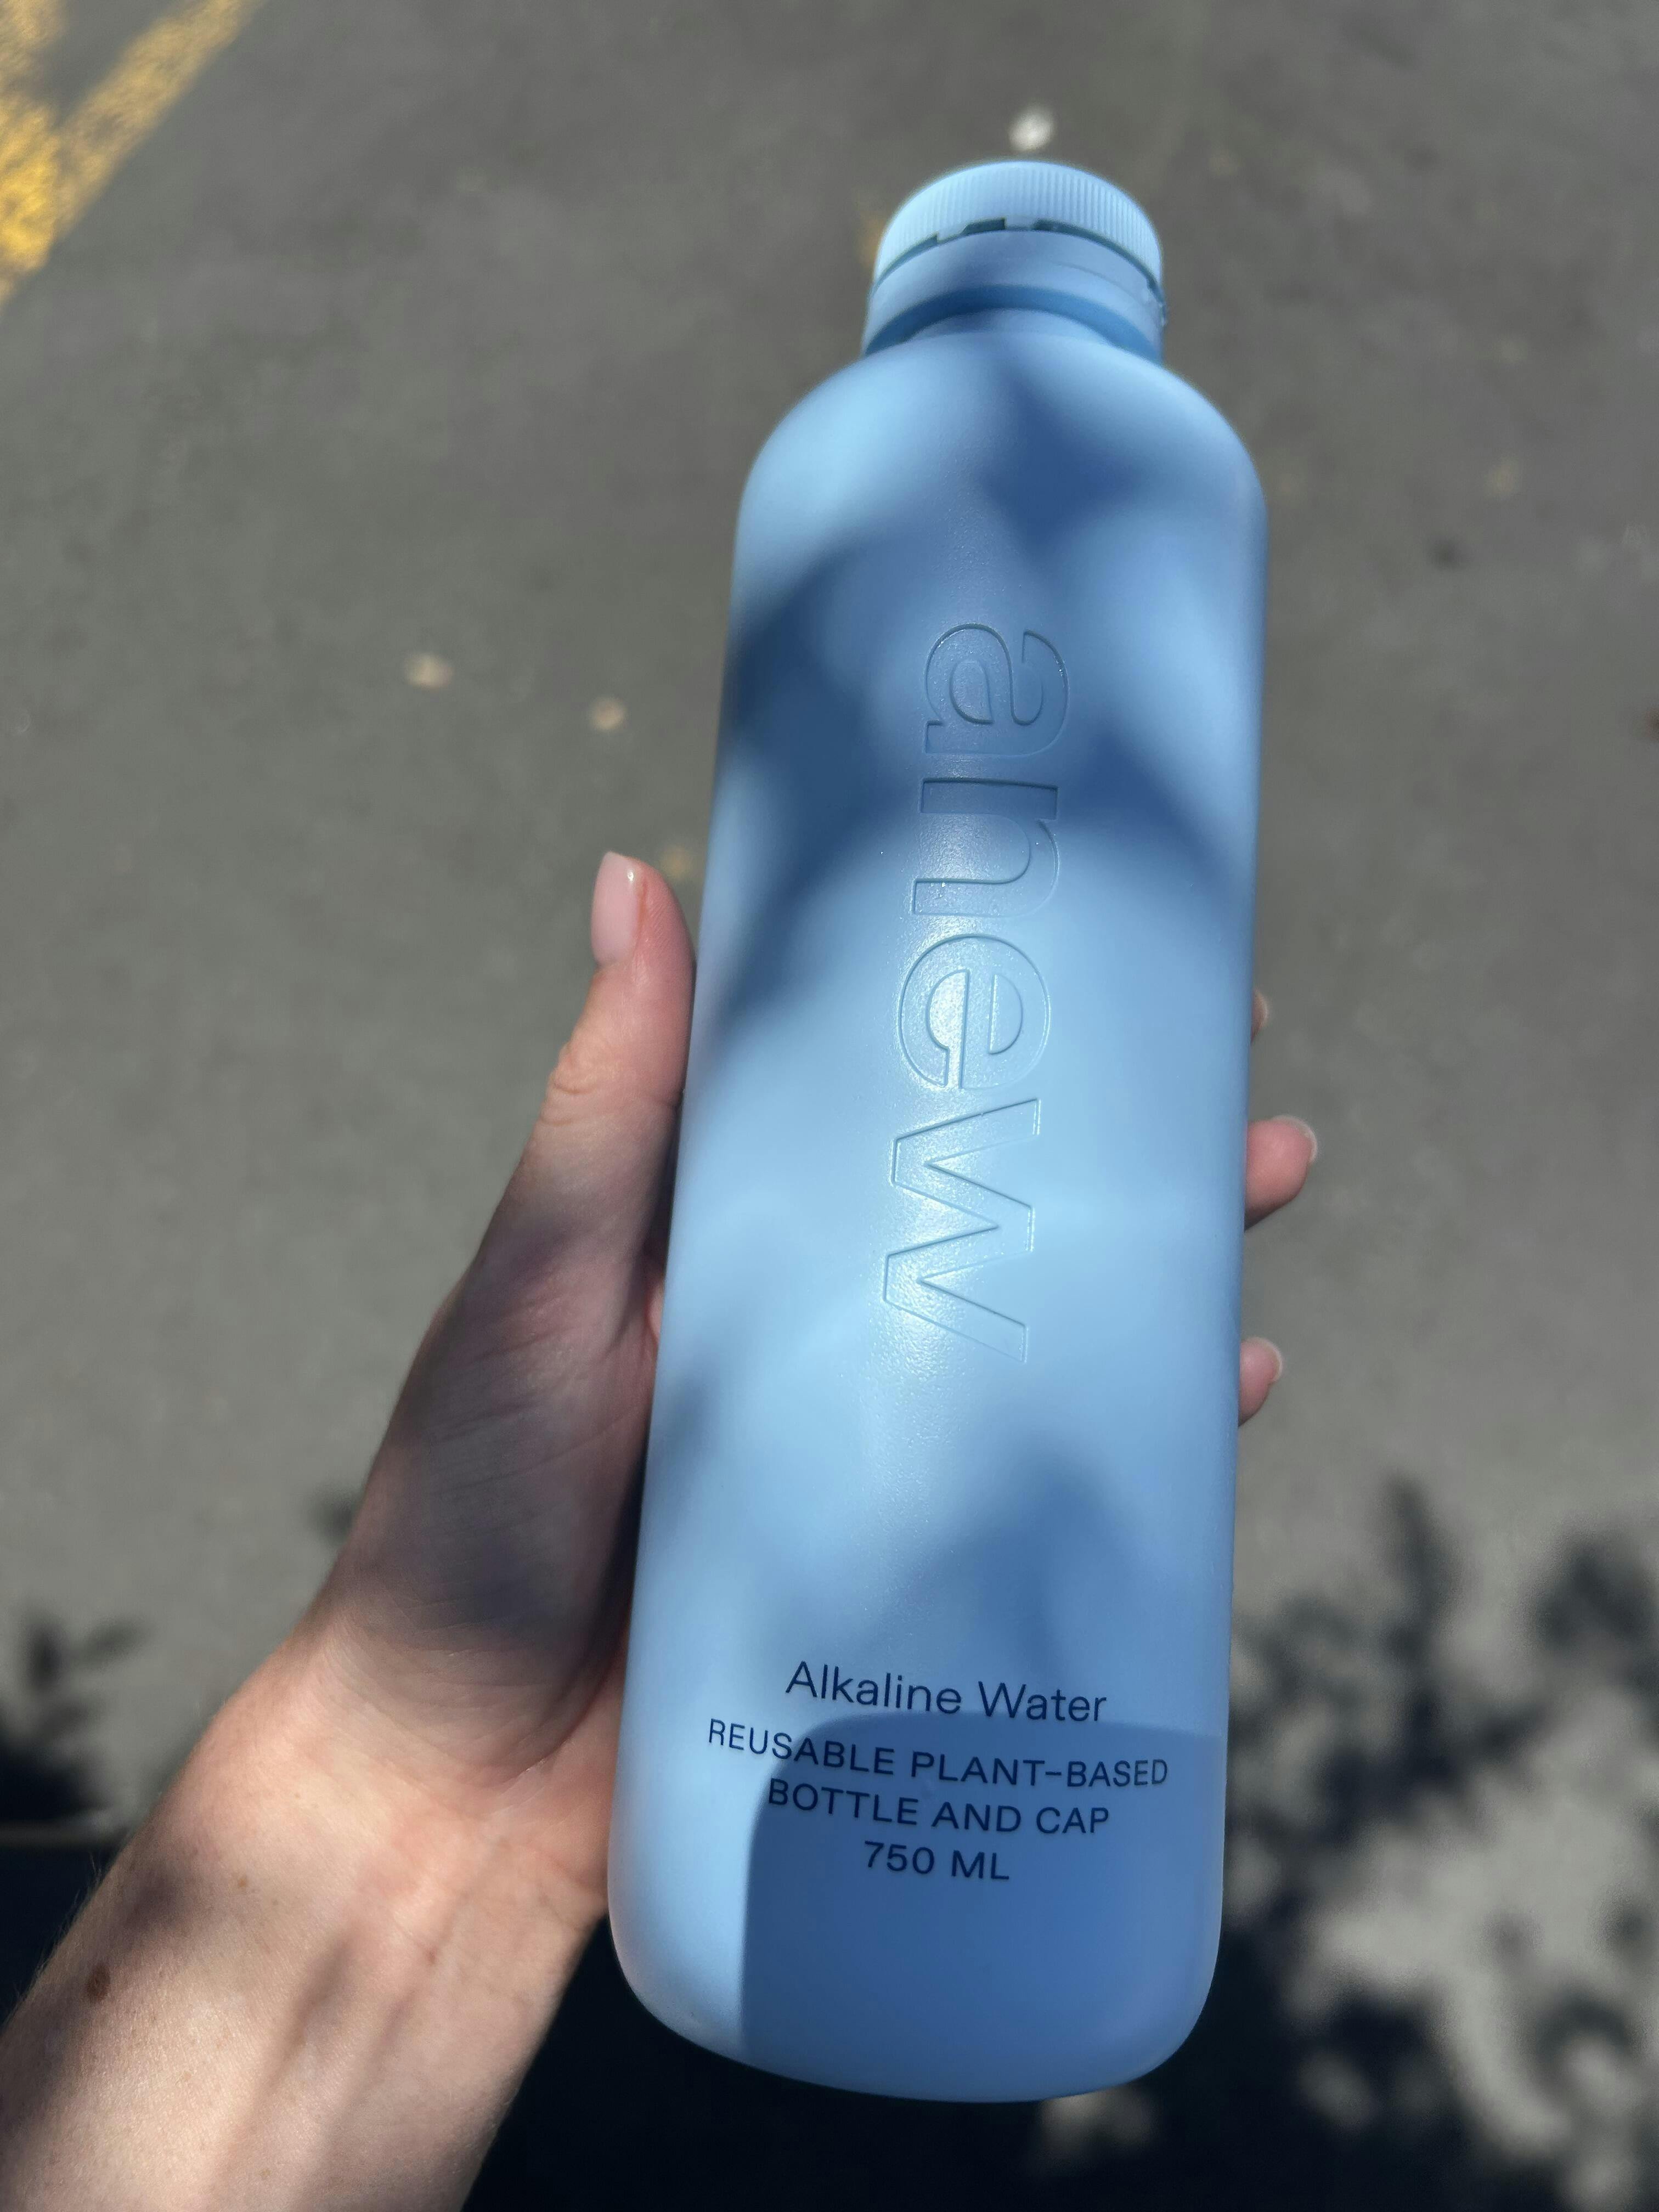 anew
Alkaline Water
REUSABLE PLANT-BASED
BOTTLE AND CAP
750 ML